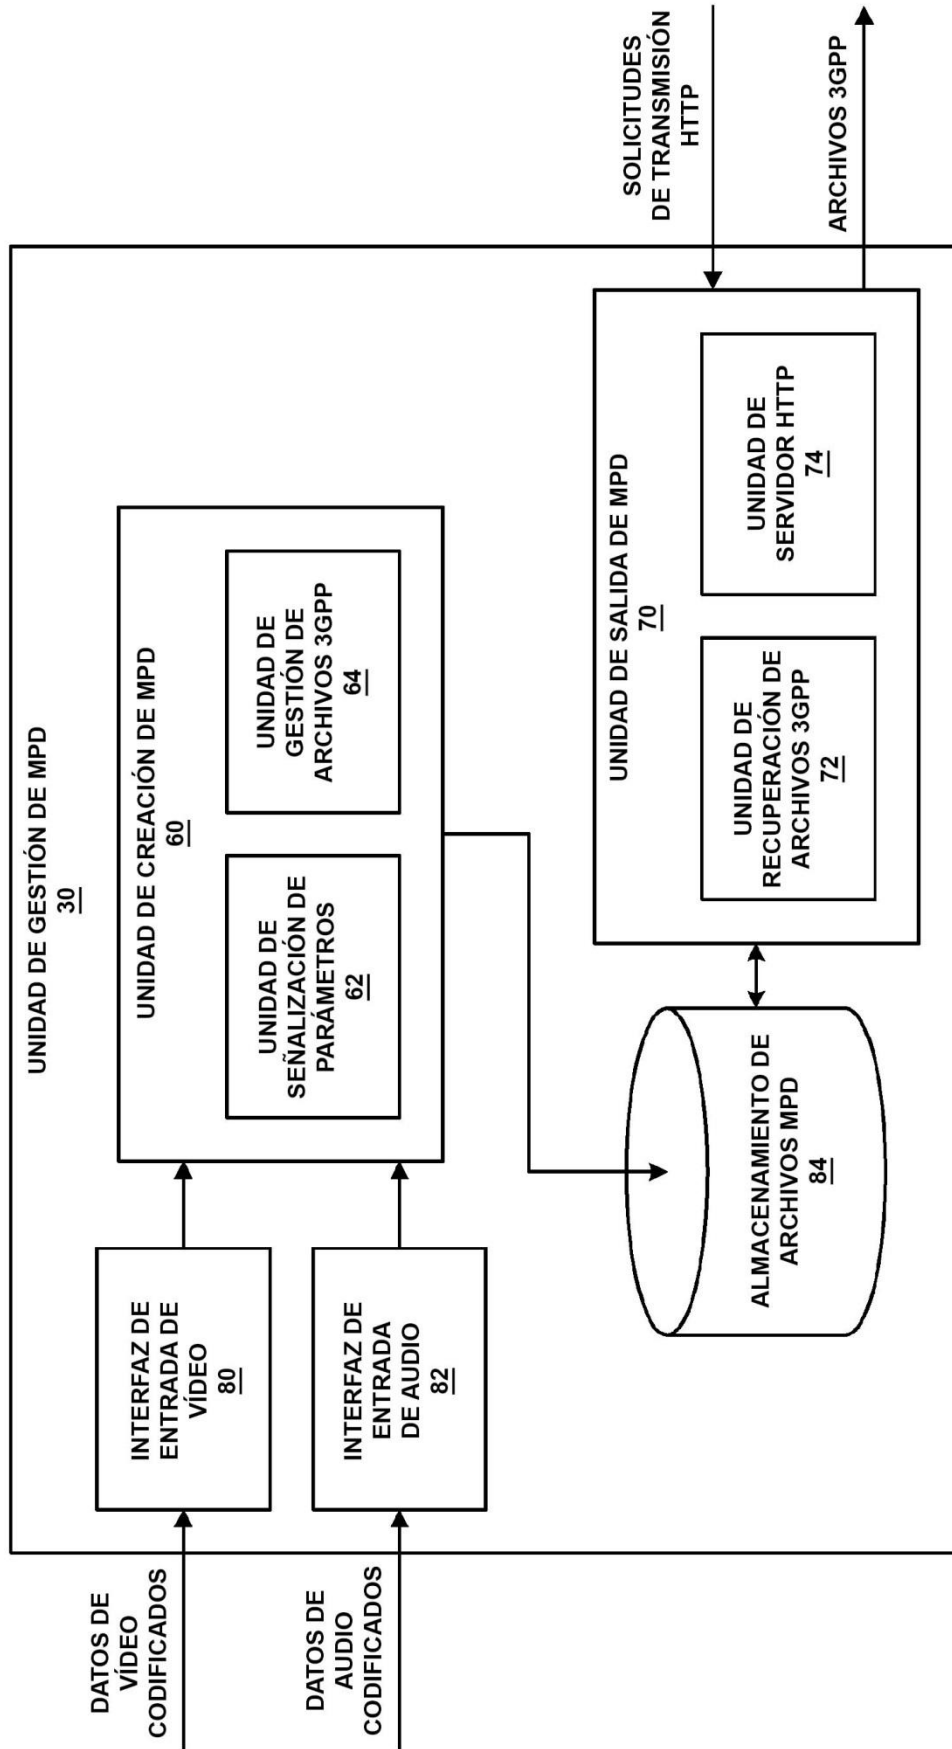 UNIDAD DE GESTIÓN DE MPD
30
DATOS DE
VÍDEO
CODIFICADOS
INTERFAZ DE
ENTRADA DE
VÍDEO
80
DATOS DE
AUDIO
CODIFICADOS
INTERFAZ DE
ENTRADA
DE AUDIO
82
UNIDAD DE CREACIÓN DE MPD
60
UNIDAD DE
SEÑALIZACIÓN DE
PARÁMETROS
62
UNIDAD DE
GESTIÓN DE
ARCHIVOS 3GPP
64
ALMACENAMIENTO DE
ARCHIVOS MPD
84
UNIDAD DE SALIDA DE MPD
70
UNIDAD DE
RECUPERACIÓN DE
ARCHIVOS 3GPP
72
UNIDAD DE
SERVIDOR HTTP
74
SOLICITUDES
DE TRANSMISIÓN
HTTP
ARCHIVOS 3GPP